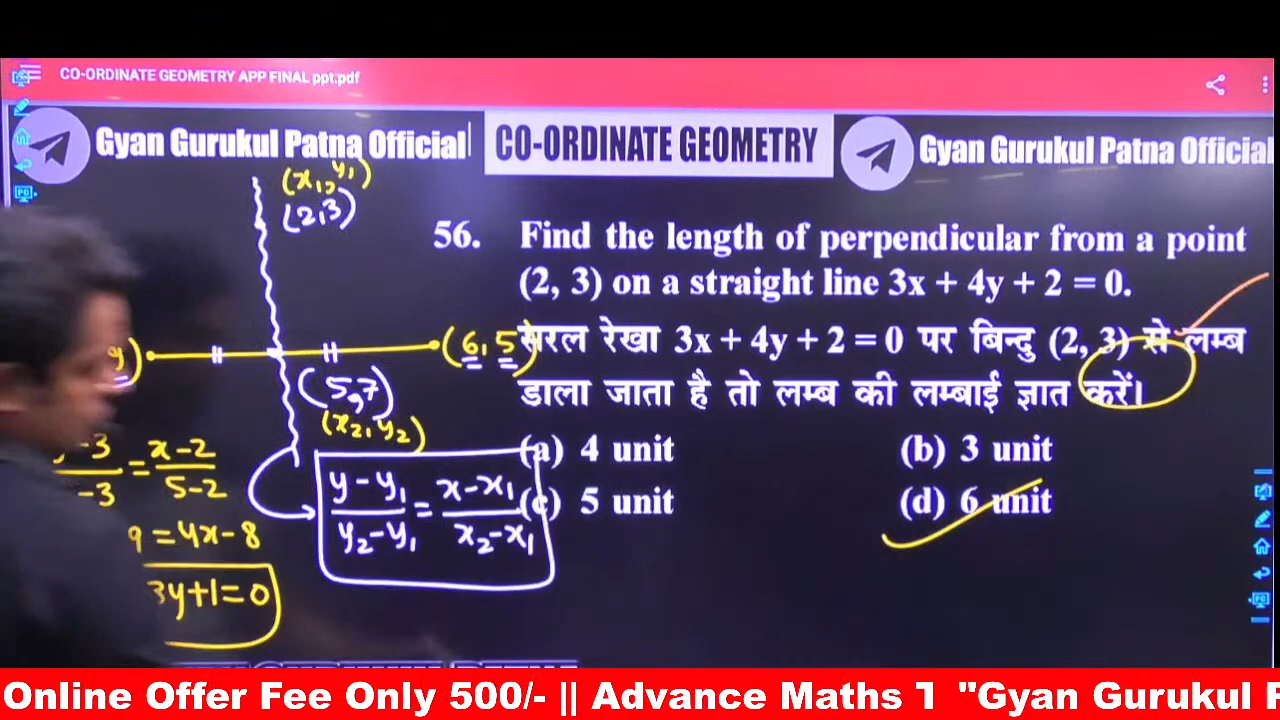 CO-ORDINATE GEOMETRY APP FINAL ppt.pdf
Gyan Gurukul Patna Official
CO-ORDINATE GEOMETRY
Gyan Gurukul Patna Official
(x₁, y₁)
(2,3)
56. Find the length of perpendicular from a point
(2, 3) on a straight line 3x + 4y + 2 = 0.
सरल रेखा 3x + 4y + 2 = 0 पर बिन्दु (2, 3) से लम्ब
डाला जाता है तो लम्ब की लम्बाई ज्ञात करें।
(6, 5)
y)
(5,7)
(x₂, y₂)
(a) 4 unit
(b) 3 unit
(c) 5 unit
(d) 6 unit
y-3/-3 = x-2/5-2
y-y₁/y₂-y₁ = x-x₁/x₂-x₁
9 = 4x-8
3y+1=0
Online Offer Fee Only 500/- || Advance Maths 1 "Gyan Gurukul